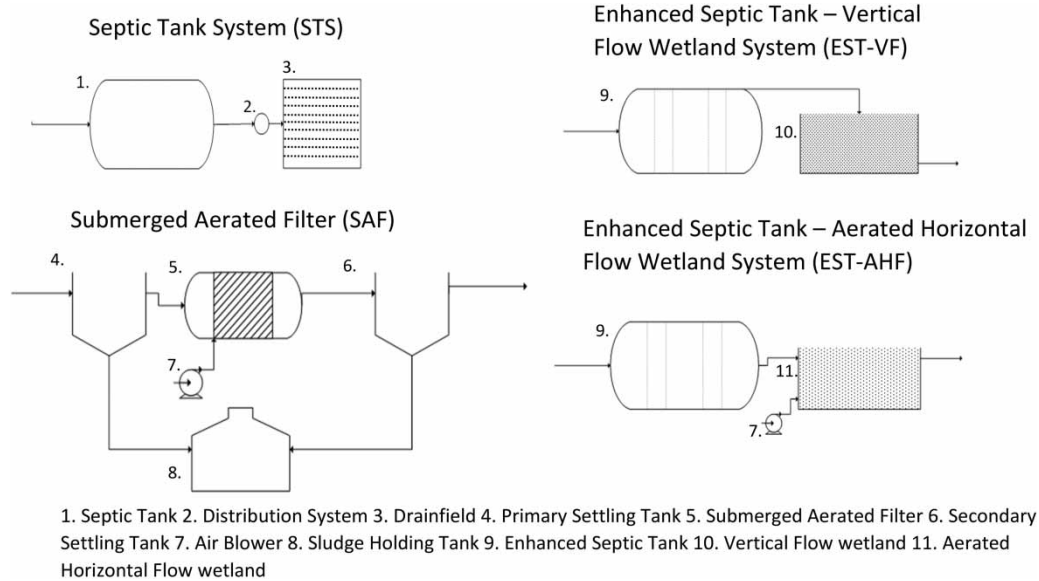 Septic Tank System (STS)
1.
2.
3.
Enhanced Septic Tank – Vertical
Flow Wetland System (EST-VF)
9.
10.
Submerged Aerated Filter (SAF)
4.
5.
6.
7.
8.
Enhanced Septic Tank – Aerated Horizontal
Flow Wetland System (EST-AHF)
9.
11.
7.
1. Septic Tank 2. Distribution System 3. Drainfield 4. Primary Settling Tank 5. Submerged Aerated Filter 6. Secondary
Settling Tank 7. Air Blower 8. Sludge Holding Tank 9. Enhanced Septic Tank 10. Vertical Flow wetland 11. Aerated
Horizontal Flow wetland